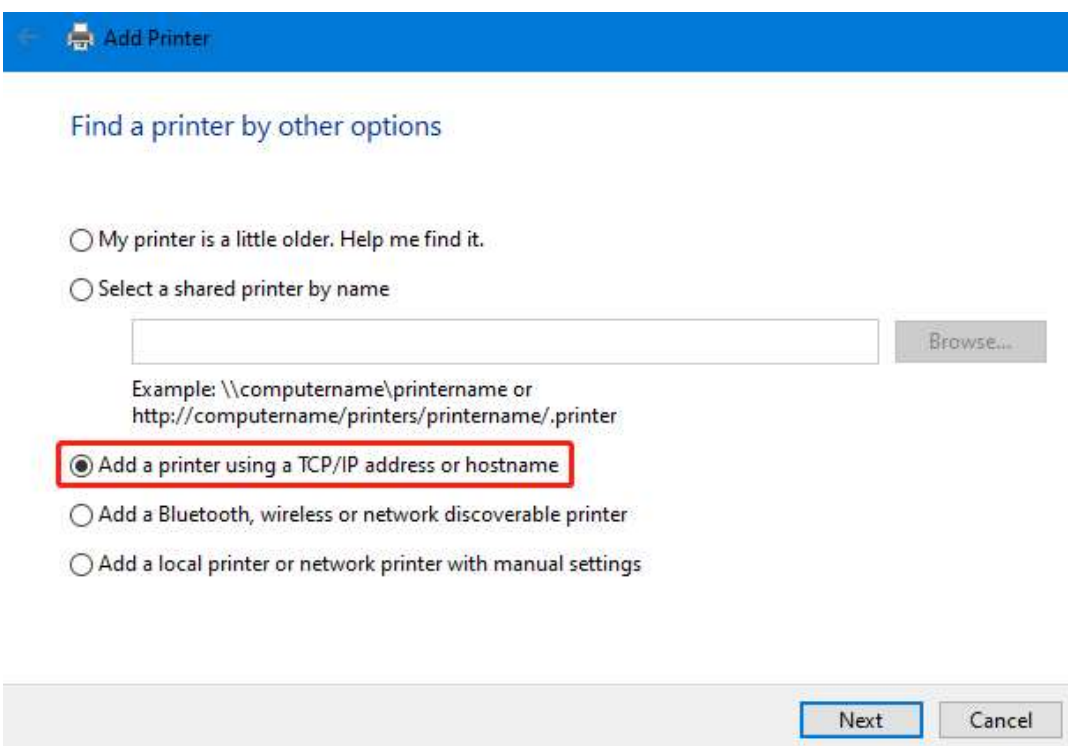 Add Printer
Find a printer by other options
My printer is a little older. Help me find it.
Select a shared printer by name
Browse...
Example: \\computername\printername or
http://computername/printers/printername/.printer
Add a printer using a TCP/IP address or hostname
Add a Bluetooth, wireless or network discoverable printer
Add a local printer or network printer with manual settings
Next
Cancel